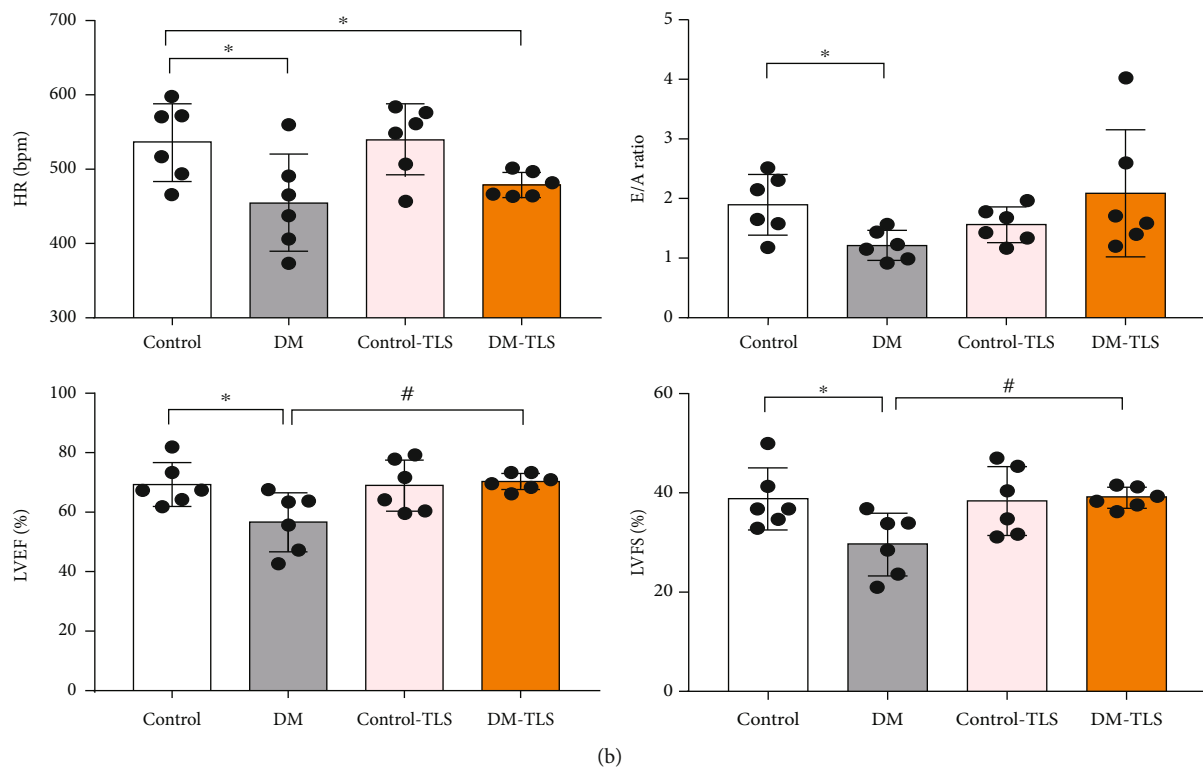 700
600
500
400
300
HR (bpm)
*
*
Control
DM
Control-TLS
DM-TLS
5
4
3
2
1
0
E/A ratio
*
Control
DM
Control-TLS
DM-TLS
100
80
60
40
20
0
LVEF (%)
*
#
Control
DM
Control-TLS
DM-TLS
60
40
20
0
LVFS (%)
*
#
Control
DM
Control-TLS
DM-TLS
(b)